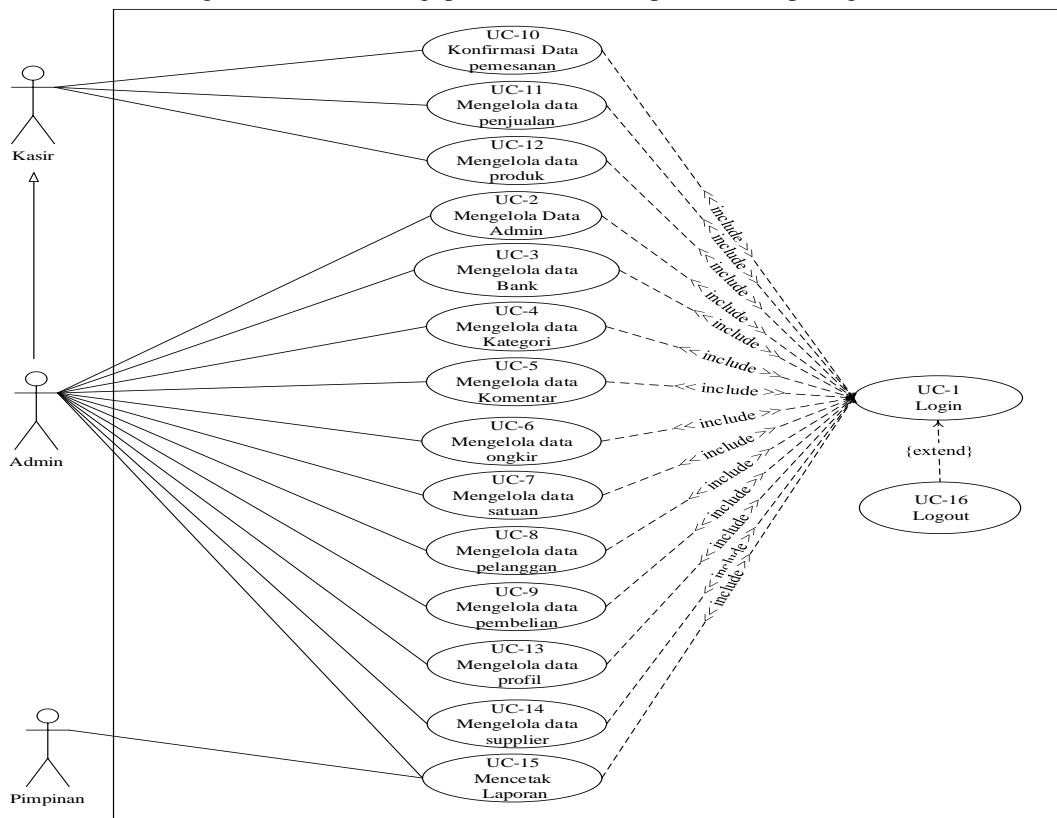 UC-10
Konfirmasi Data
pemesanan
UC-11
Mengelola data
penjualan
UC-12
Mengelola data
produk
UC-2
Mengelola Data
Admin
UC-3
Mengelola data
Bank
UC-4
Mengelola data
Kategori
UC-5
Mengelola data
Komentar
UC-6
Mengelola data
ongkir
UC-7
Mengelola data
satuan
UC-8
Mengelola data
pelanggan
UC-9
Mengelola data
pembelian
UC-13
Mengelola data
profil
UC-14
Mengelola data
supplier
UC-15
Mencetak
Laporan
Kasir
Admin
Pimpinan
<< include >>
<< include >>
<< include >>
<< include >>
<< include >>
<< include >>
<< include >>
<< include >>
<< include >>
<< include >>
<< include >>
<< include >>
<< include >>
<< include >>
UC-1
Login
{extend}
UC-16
Logout